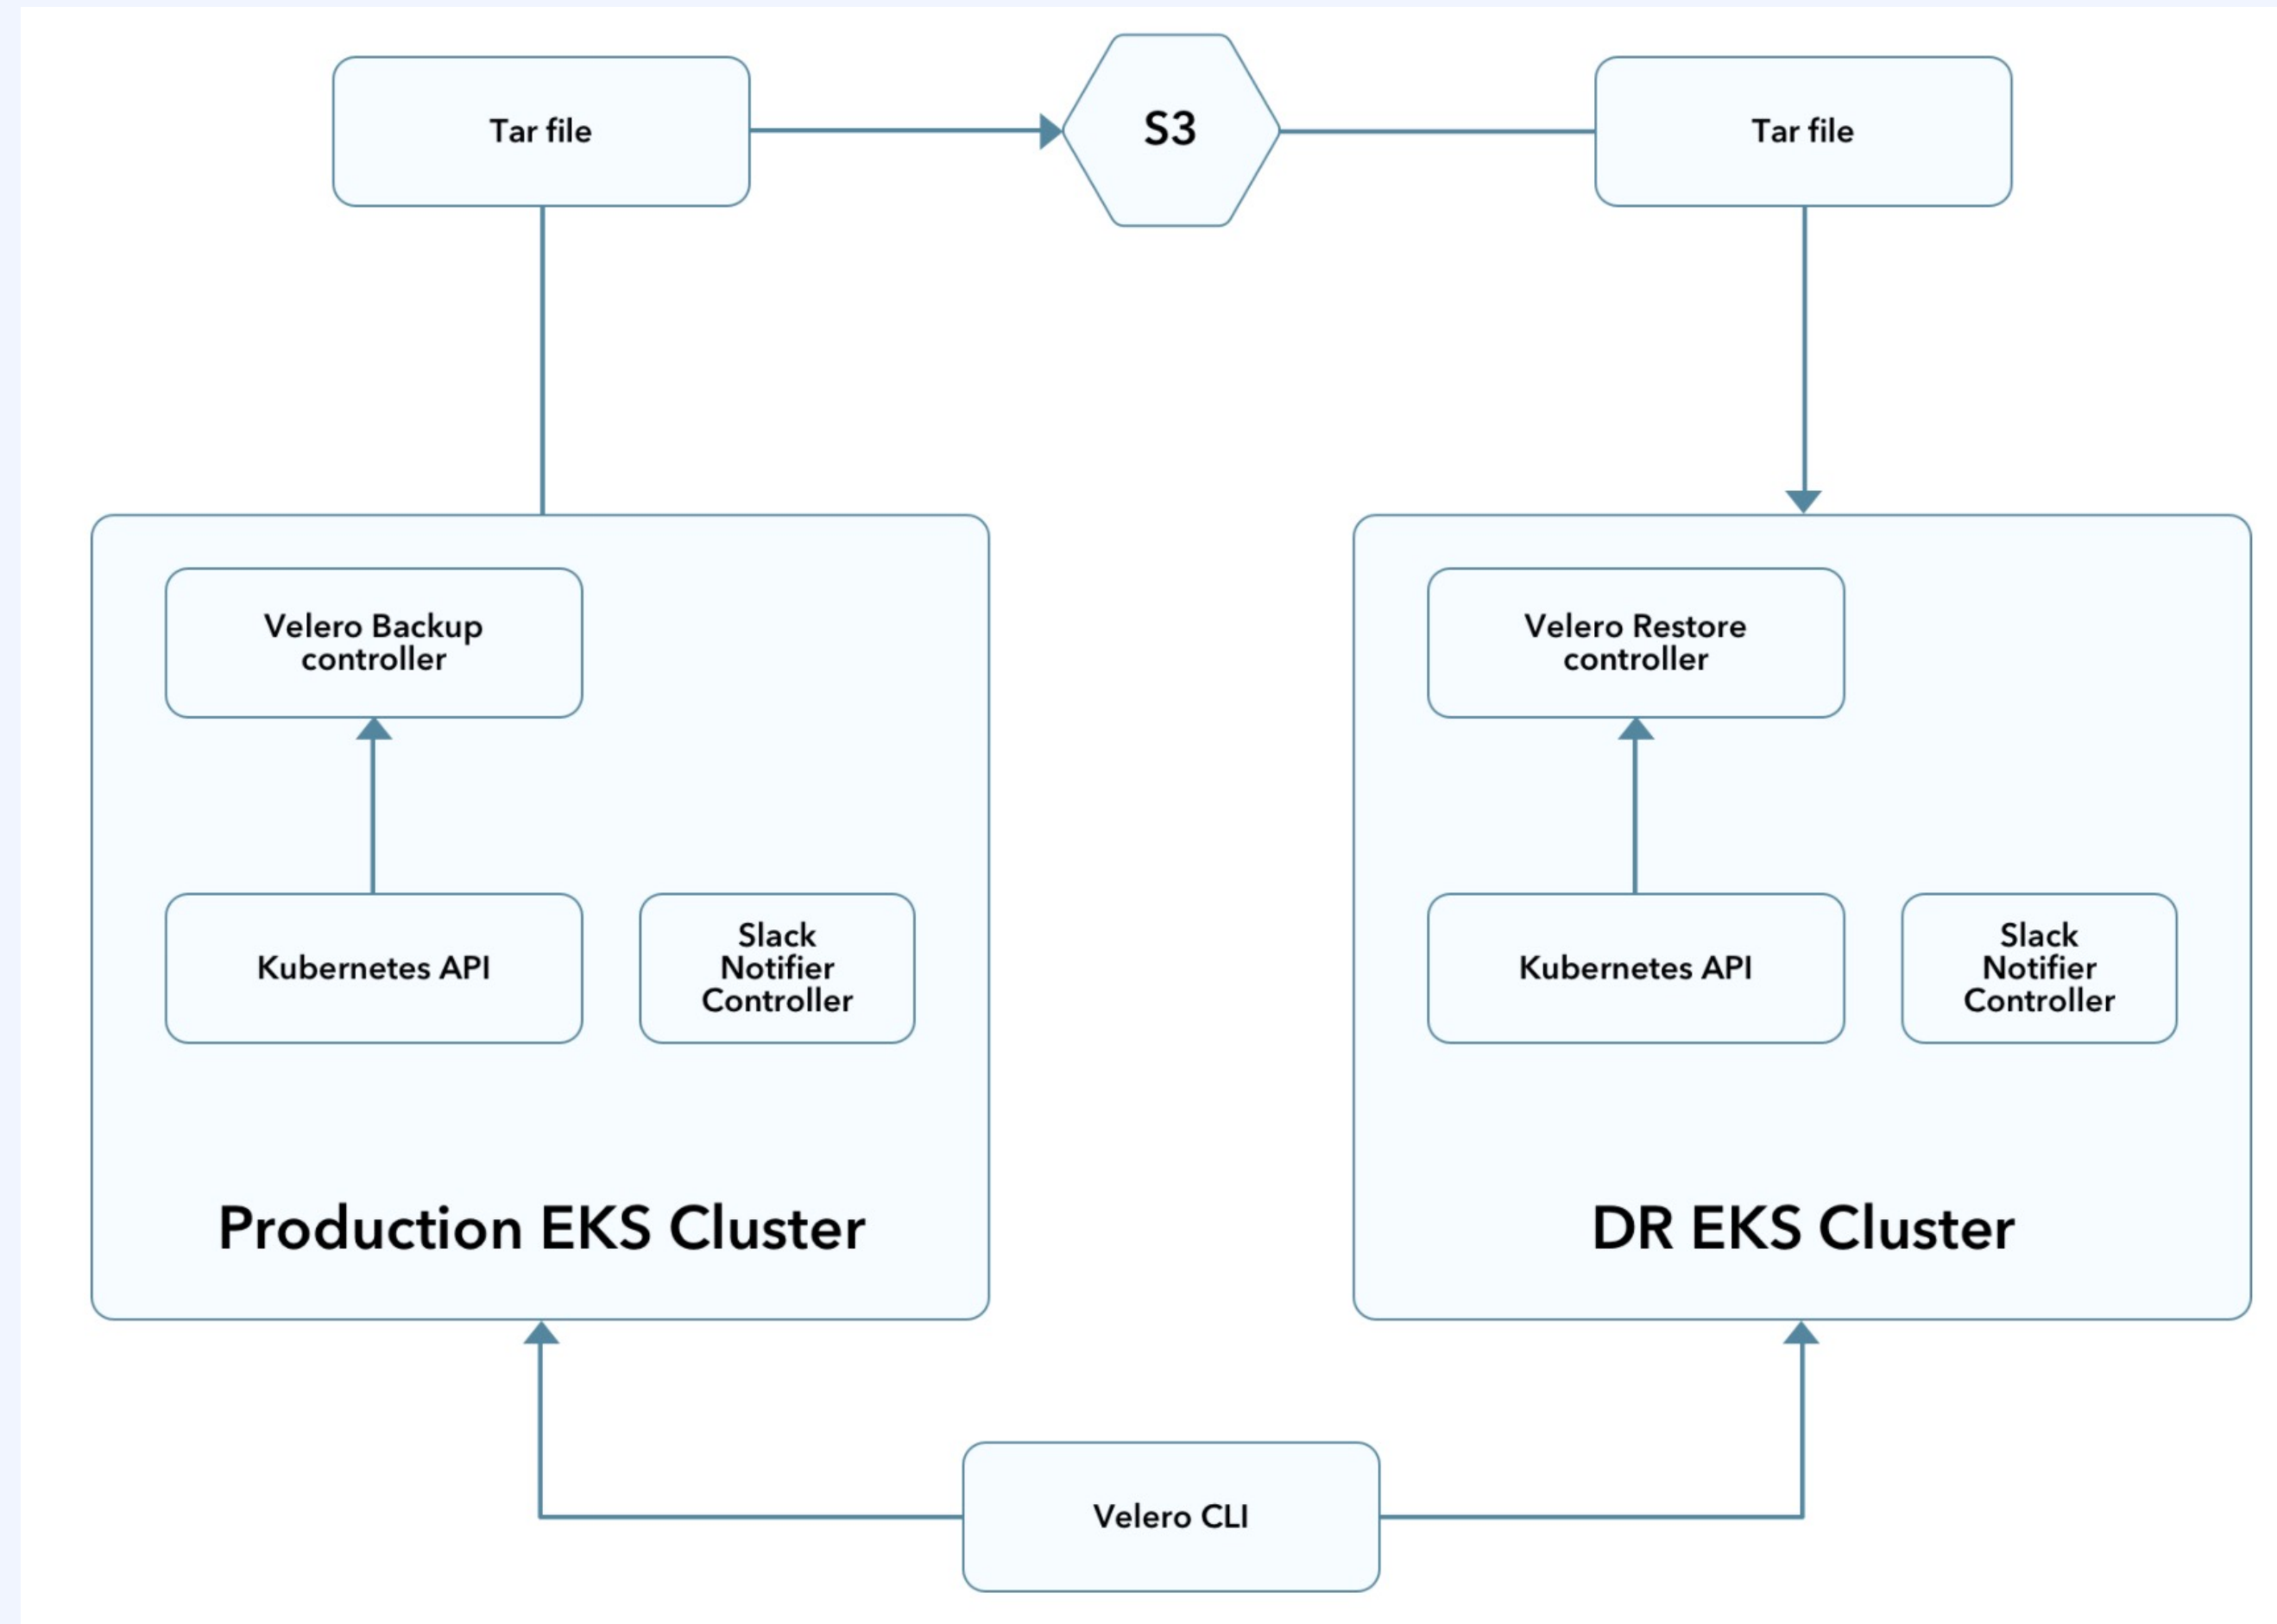 Tar file
S3
Tar file
Velero Backup
controller
Kubernetes API
Slack
Notifier
Controller
Production EKS Cluster
Velero Restore
controller
Kubernetes API
Slack
Notifier
Controller
DR EKS Cluster
Velero CLI